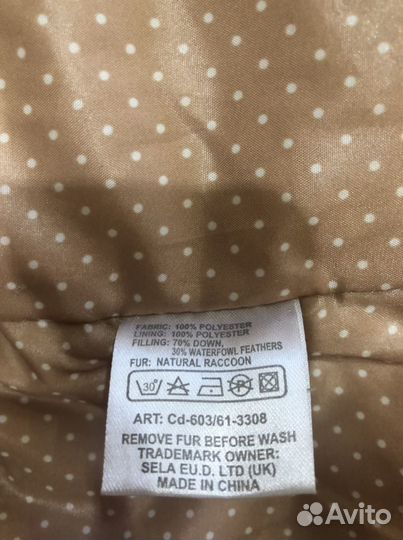 FABRIC: 100% POLYESTER
LINING: 100% POLYESTER
FILLING: 70% DOWN,
30% WATERFOWL FEATHERS
FUR: NATURAL RACCOON
30°
ART: Cd-603/61-3308
REMOVE FUR BEFORE WASH
TRADEMARK OWNER:
SELA EU.D. LTD (UK)
MADE IN CHINA
Avito